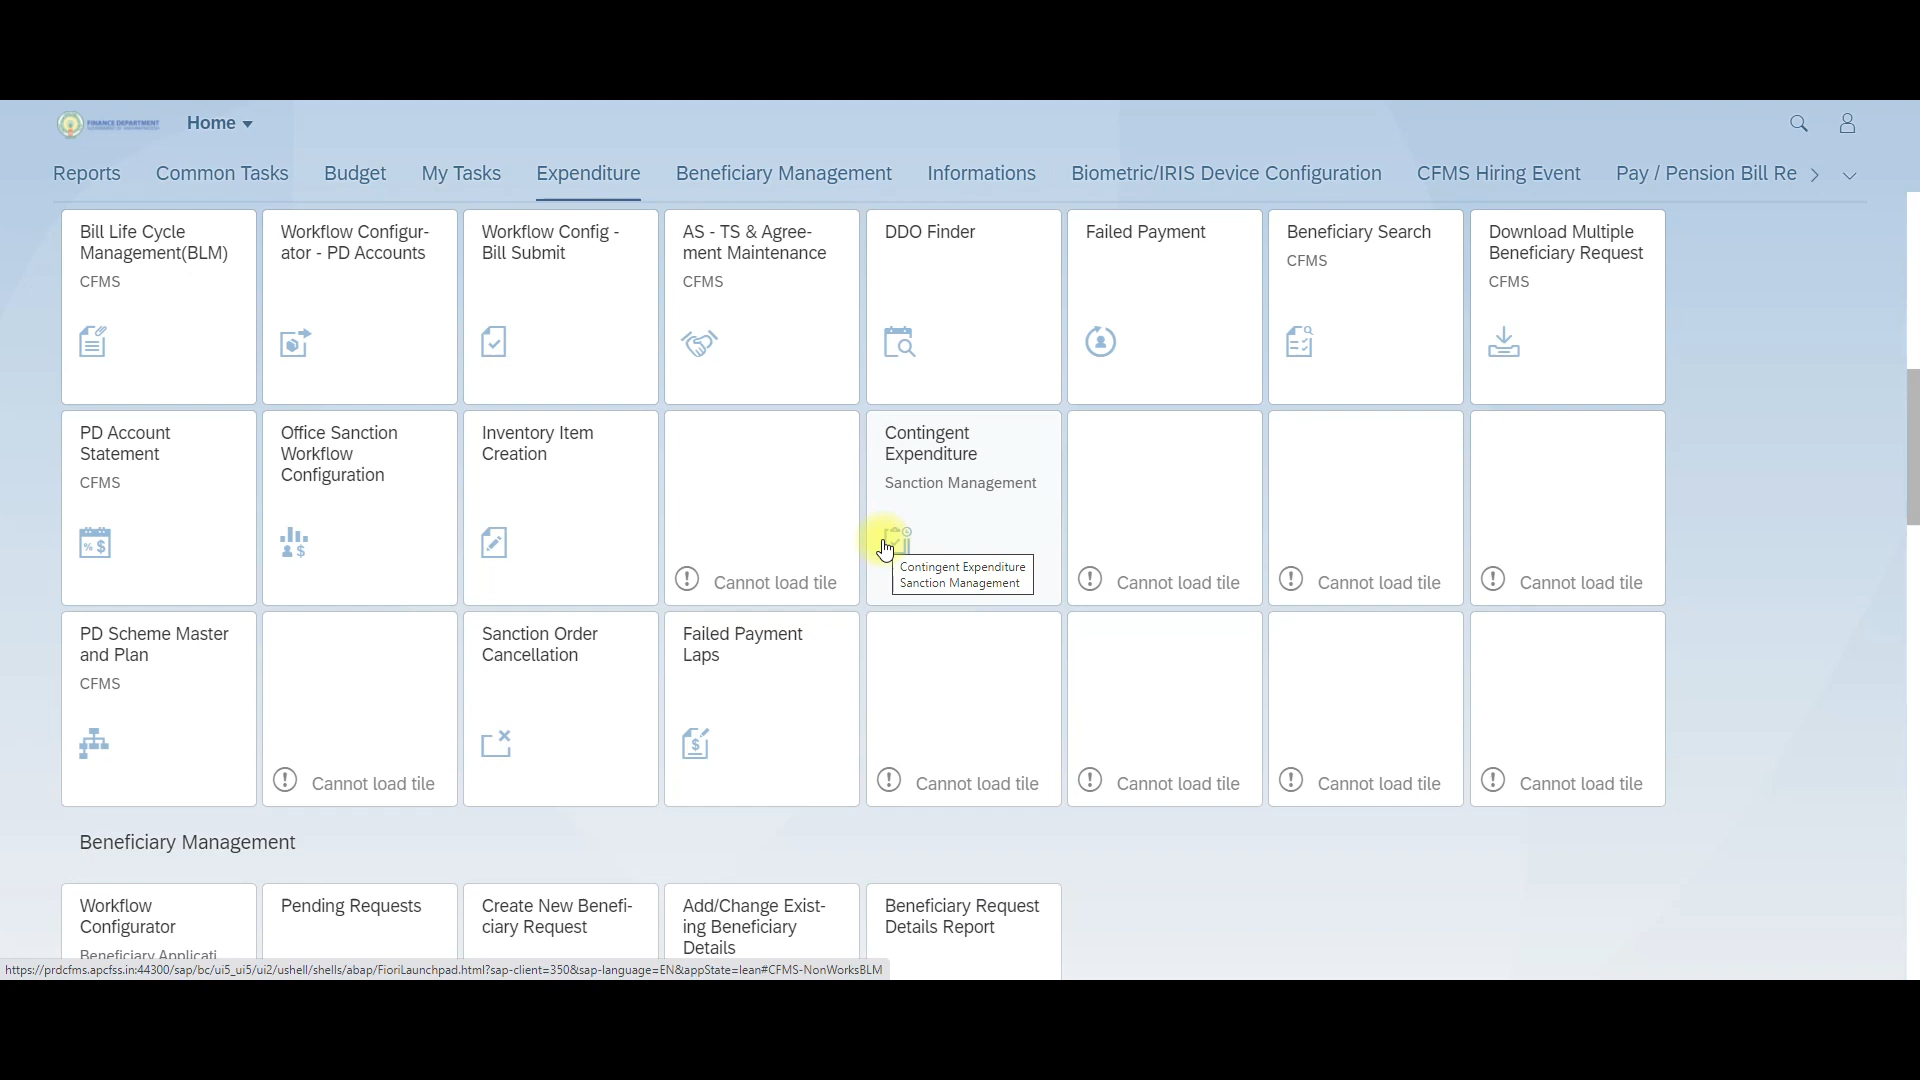 FINANCE DEPARTMENT
Home
Reports
Common Tasks
Budget
My Tasks
Expenditure
Beneficiary Management
Informations
Biometric/IRIS Device Configuration
CFMS Hiring Event
Pay / Pension Bill Re
Bill Life Cycle
Management(BLM)
CFMS
Workflow Configur-
ator - PD Accounts
Workflow Config -
Bill Submit
AS - TS & Agree-
ment Maintenance
CFMS
DDO Finder
Failed Payment
Beneficiary Search
CFMS
Download Multiple
Beneficiary Request
CFMS
PD Account
Statement
CFMS
Office Sanction
Workflow
Configuration
Inventory Item
Creation
Cannot load tile
Contingent
Expenditure
Sanction Management
Contingent Expenditure
Sanction Management
Cannot load tile
Cannot load tile
Cannot load tile
PD Scheme Master
and Plan
CFMS
Cannot load tile
Sanction Order
Cancellation
Failed Payment
Laps
Cannot load tile
Cannot load tile
Cannot load tile
Cannot load tile
Beneficiary Management
Workflow
Configurator
Beneficiary Applicati
Pending Requests
Create New Benefi-
ciary Request
Add/Change Exist-
ing Beneficiary
Details
Beneficiary Request
Details Report
https://prdcfms.apcfss.in:44300/sap/bc/ui5_ui5/ui2/ushell/shells/abap/FioriLaunchpad.html?sap-client=350&sap-language=EN&appState=lean#CFMS-NonWorksBLM